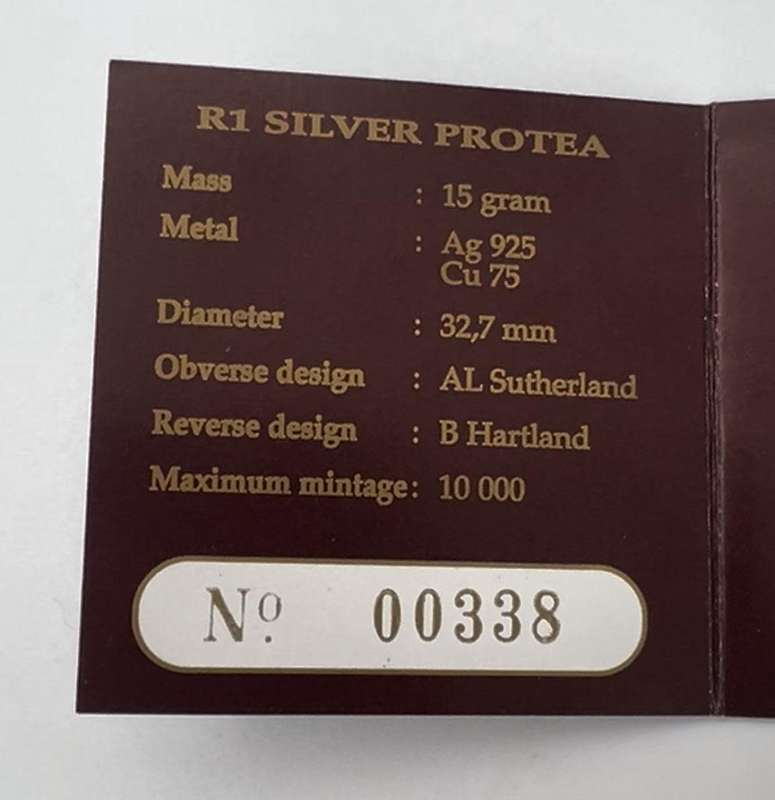 R1 SILVER PROTEA
Mass : 15 gram
Metal : Ag 925
Cu 75
Diameter : 32,7 mm
Obverse design : AL Sutherland
Reverse design : B Hartland
Maximum mintage : 10 000
Nº. 00338